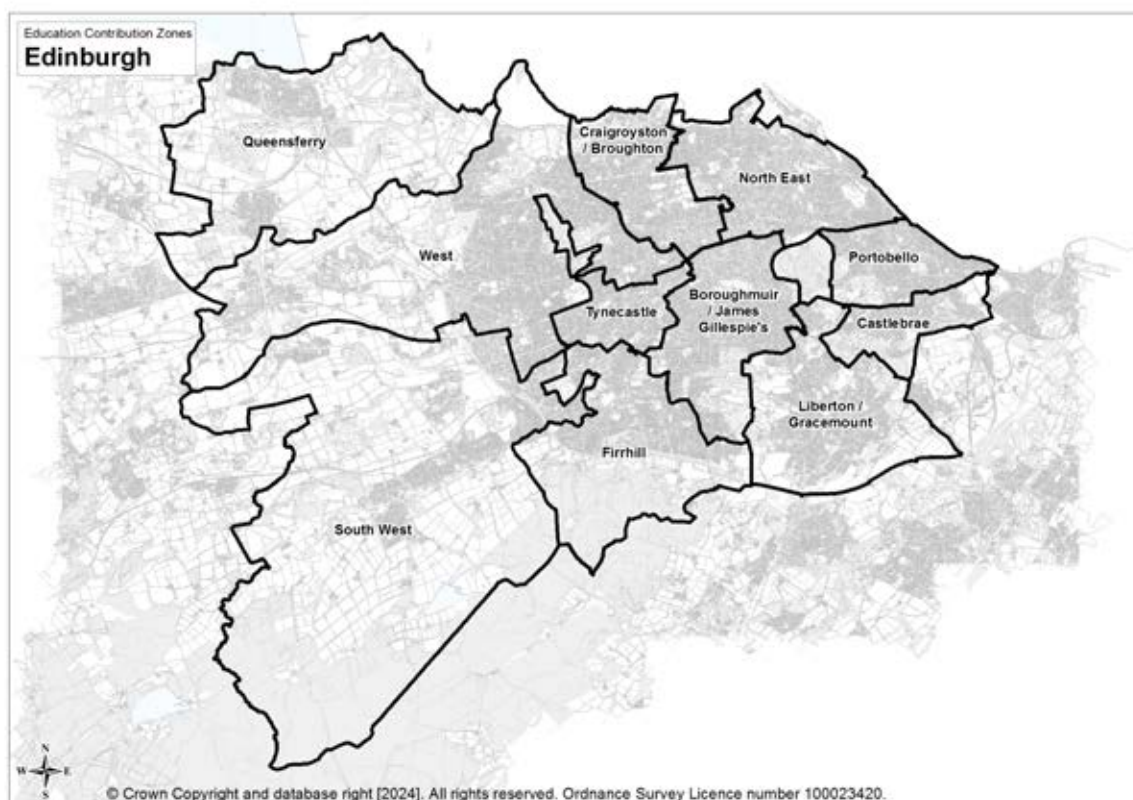 Education Contribution Zones
Edinburgh
Queensferry
Craigroyston
/ Broughton
North East
West
Portobello
Tynecastle
Boroughmuir
/ James
Gillespie's
Castlebrae
Liberton /
Gracemount
Firrhill
South West
N
W E
S
© Crown Copyright and database right [2024]. All rights reserved. Ordnance Survey Licence number 100023420.